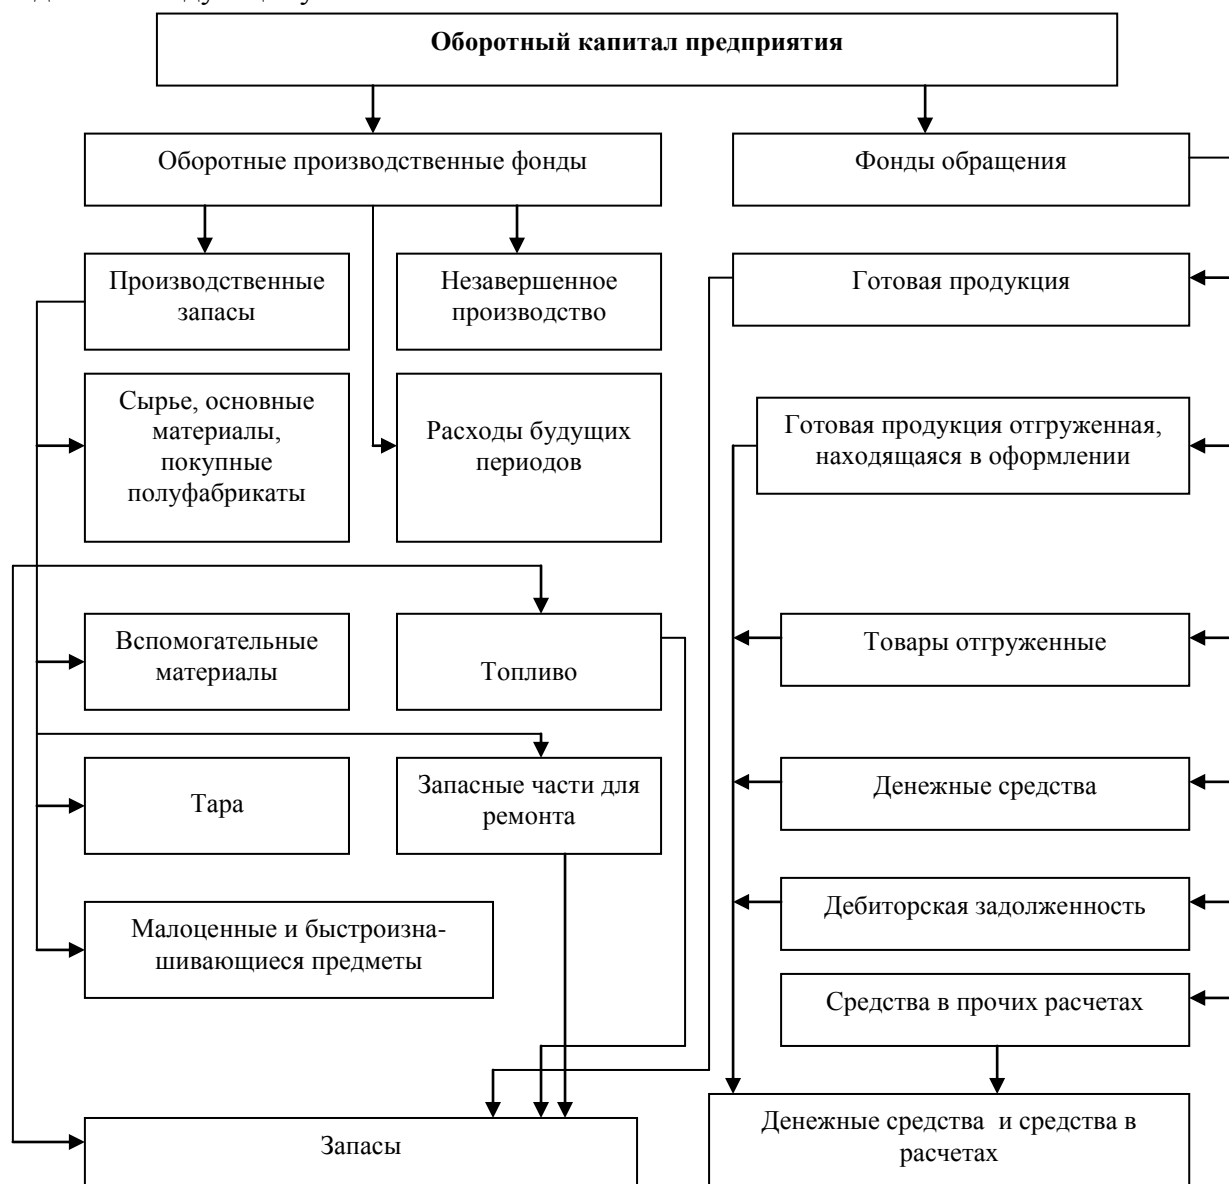 Оборотный капитал предприятия
Оборотные производственные фонды
Фонды обращения
Производственные
запасы
Незавершенное
производство
Готовая продукция
Сырье, основные
материалы,
покупные
полуфабрикаты
Расходы будущих
периодов
Готовая продукция отгруженная,
находящаяся в оформлении
Вспомогательные
материалы
Топливо
Товары отгруженные
Тара
Запасные части для
ремонта
Денежные средства
Малоценные и быстроизна-
шивающиеся предметы
Дебиторская задолженность
Средства в прочих расчетах
Запасы
Денежные средства и средства в
расчетах